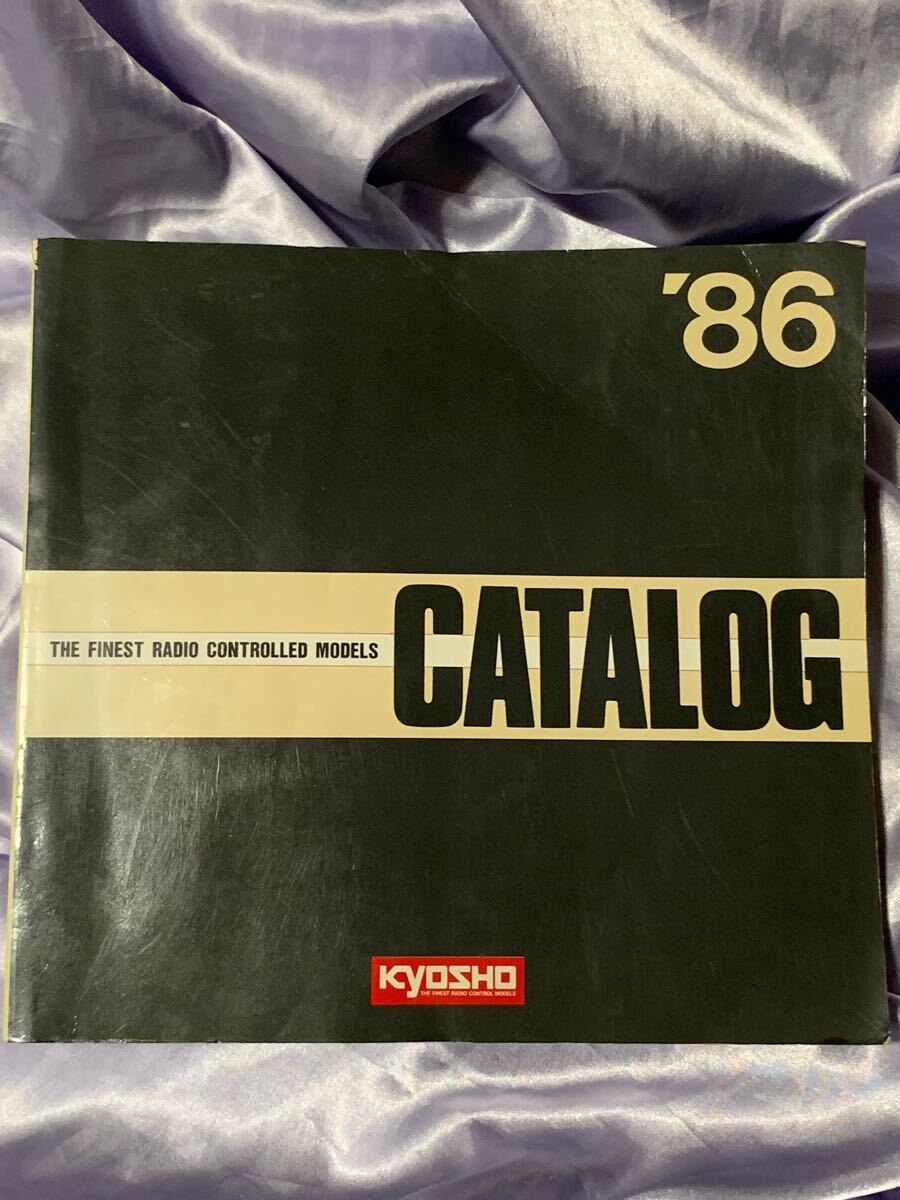 '86
THE FINEST RADIO CONTROLLED MODELS CATALOG
KYOSHO
THE FINEST RADIO CONTROL MODELS